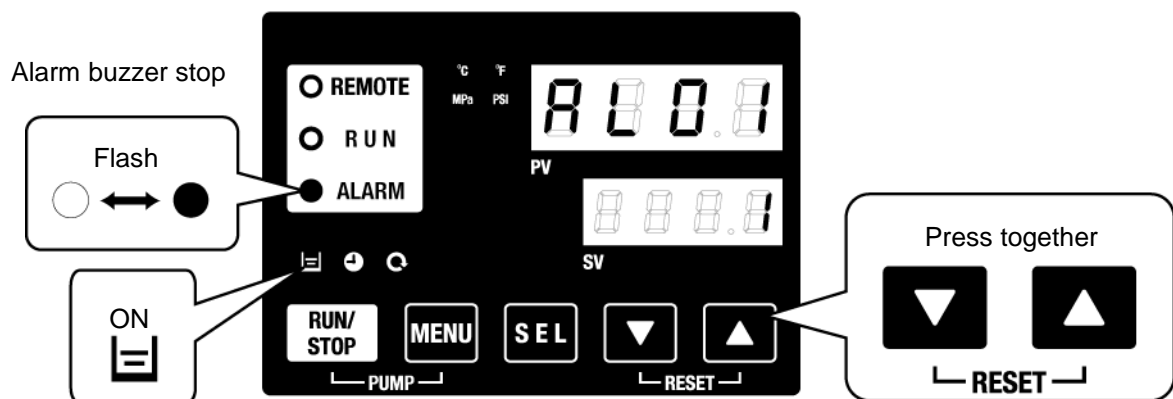 Alarm buzzer stop
Flash
REMOTE
RUN
ALARM
°C °F
MPa PSI
AL01
PV
1
SV
ON
RUN/
STOP
MENU
SEL
PUMP
RESET
Press together
RESET